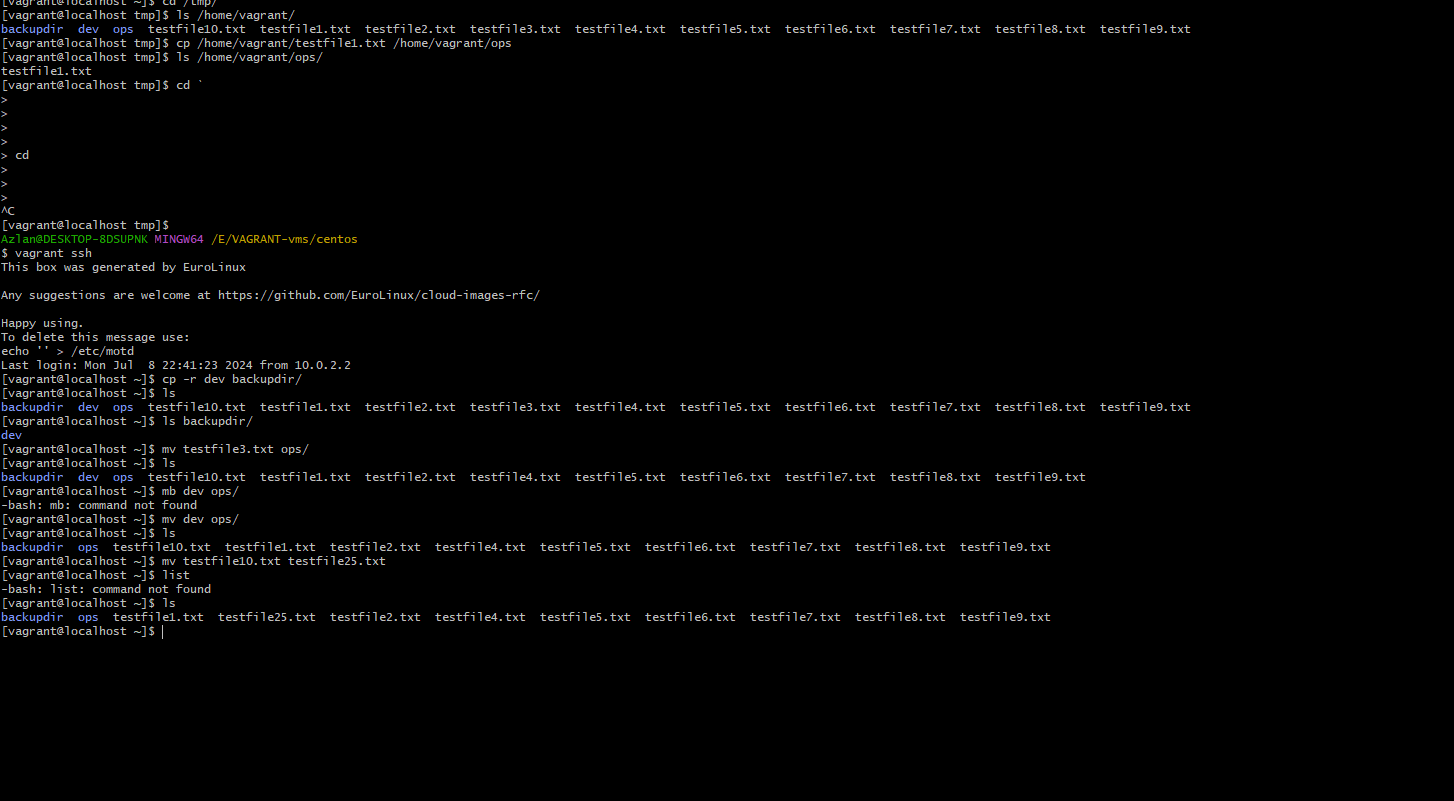 [vagrant@localhost ~]$ cd /tmp/
[vagrant@localhost tmp]$ ls /home/vagrant/
backupdir  dev  ops  testfile10.txt  testfile1.txt  testfile2.txt  testfile3.txt  testfile4.txt  testfile5.txt  testfile6.txt  testfile7.txt  testfile8.txt  testfile9.txt
[vagrant@localhost tmp]$ cp /home/vagrant/testfile1.txt /home/vagrant/ops
[vagrant@localhost tmp]$ ls /home/vagrant/ops/
testfile1.txt
[vagrant@localhost tmp]$ cd `
>
>
>
>
> cd
>
>
>
^C
[vagrant@localhost tmp]$
Azlan@DESKTOP-8DSUPNK MINGW64 /E/VAGRANT-vms/centos
$ vagrant ssh
This box was generated by EuroLinux

Any suggestions are welcome at https://github.com/EuroLinux/cloud-images-rfc/

Happy using.
To delete this message use:
echo '' > /etc/motd
Last login: Mon Jul  8 22:41:23 2024 from 10.0.2.2
[vagrant@localhost ~]$ cp -r dev backupdir/
[vagrant@localhost ~]$ ls
backupdir  dev  ops  testfile10.txt  testfile1.txt  testfile2.txt  testfile3.txt  testfile4.txt  testfile5.txt  testfile6.txt  testfile7.txt  testfile8.txt  testfile9.txt
[vagrant@localhost ~]$ ls backupdir/
dev
[vagrant@localhost ~]$ mv testfile3.txt ops/
[vagrant@localhost ~]$ ls
backupdir  dev  ops  testfile10.txt  testfile1.txt  testfile2.txt  testfile4.txt  testfile5.txt  testfile6.txt  testfile7.txt  testfile8.txt  testfile9.txt
[vagrant@localhost ~]$ mb dev ops/
-bash: mb: command not found
[vagrant@localhost ~]$ mv dev ops/
[vagrant@localhost ~]$ ls
backupdir  ops  testfile10.txt  testfile1.txt  testfile2.txt  testfile4.txt  testfile5.txt  testfile6.txt  testfile7.txt  testfile8.txt  testfile9.txt
[vagrant@localhost ~]$ mv testfile10.txt testfile25.txt
[vagrant@localhost ~]$ list
-bash: list: command not found
[vagrant@localhost ~]$ ls
backupdir  ops  testfile1.txt  testfile25.txt  testfile2.txt  testfile4.txt  testfile5.txt  testfile6.txt  testfile7.txt  testfile8.txt  testfile9.txt
[vagrant@localhost ~]$